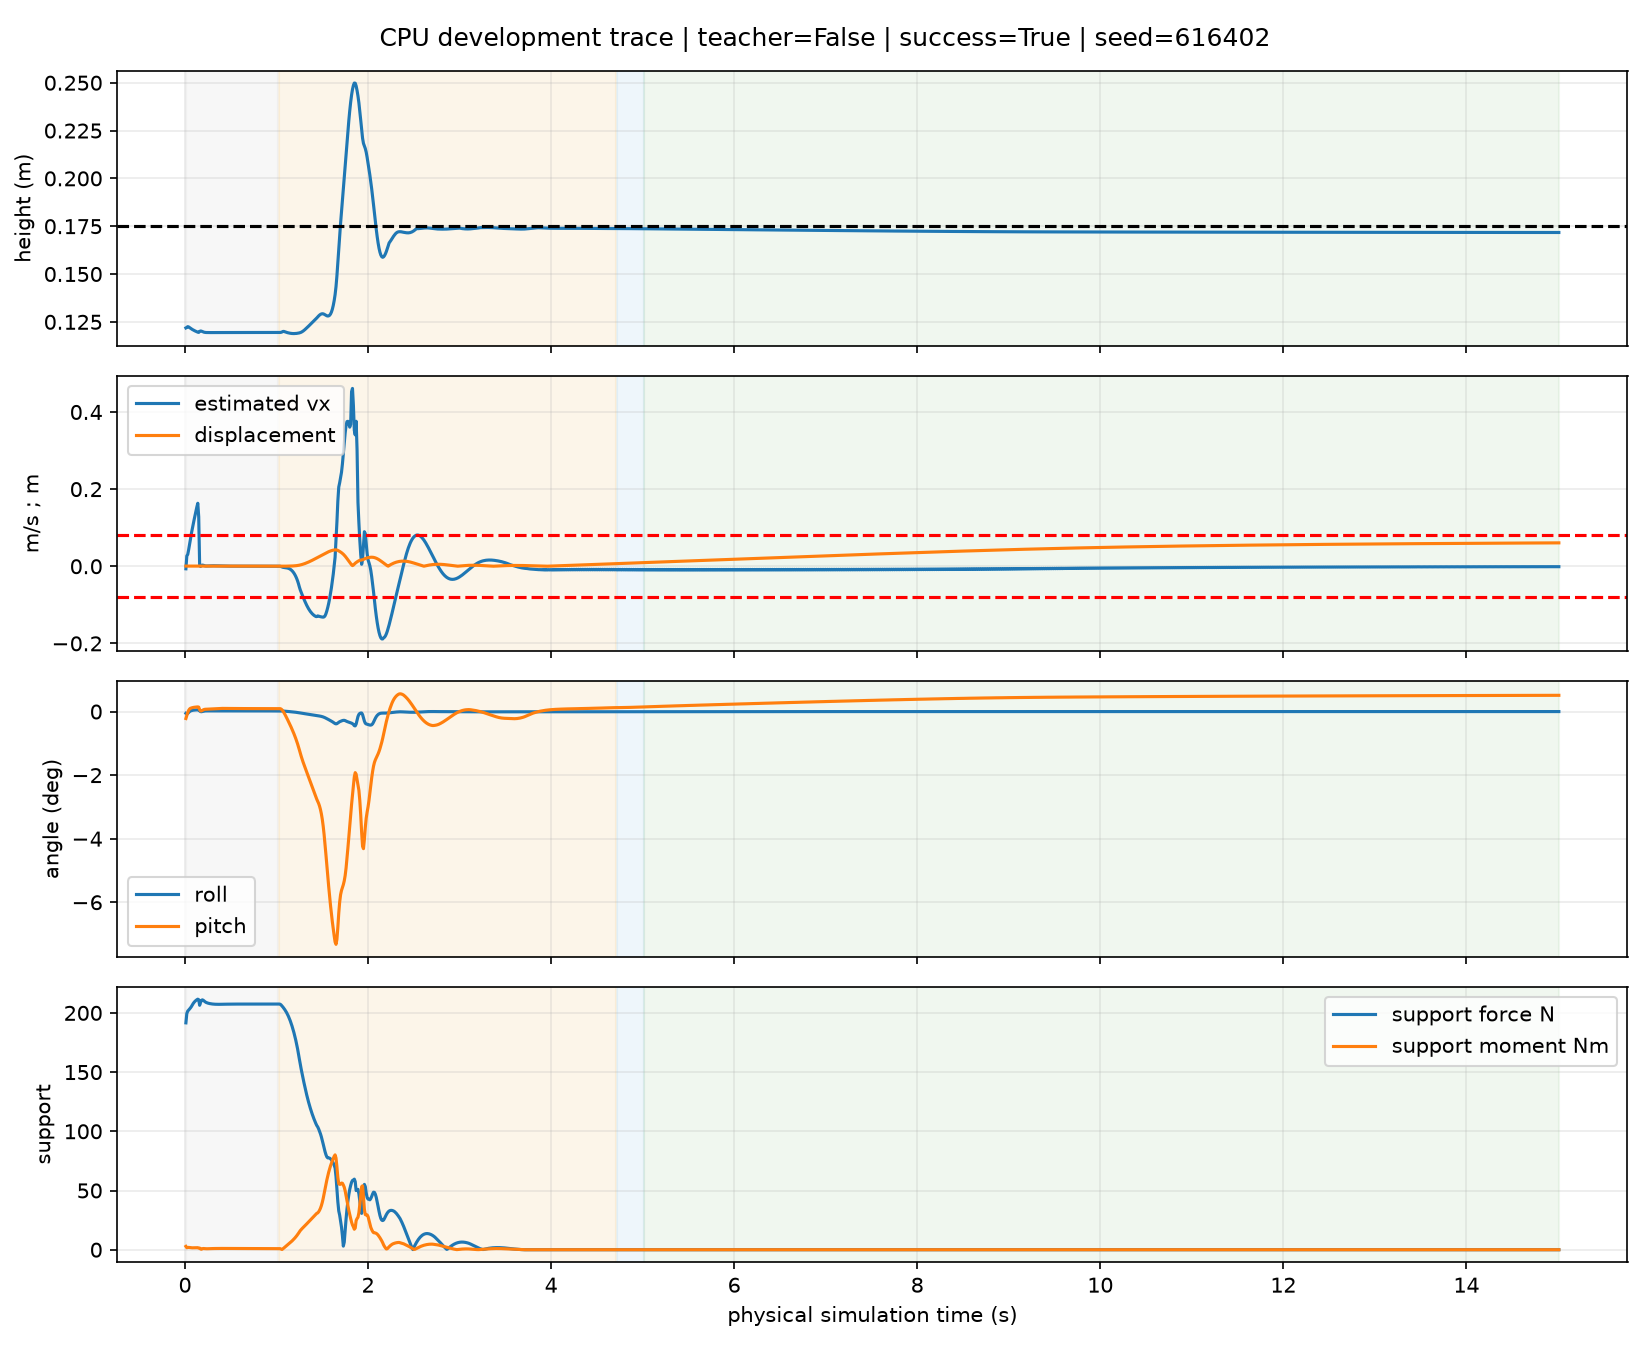 CPU development trace | teacher=False | success=True | seed=616402
height (m)
0.250
0.225
0.200
0.175
0.150
0.125
m/s ; m
0.4
0.2
0.0
−0.2
estimated vx
displacement
angle (deg)
0
−2
−4
−6
roll
pitch
support
200
150
100
50
0
support force N
support moment Nm
0 2 4 6 8 10 12 14
physical simulation time (s)